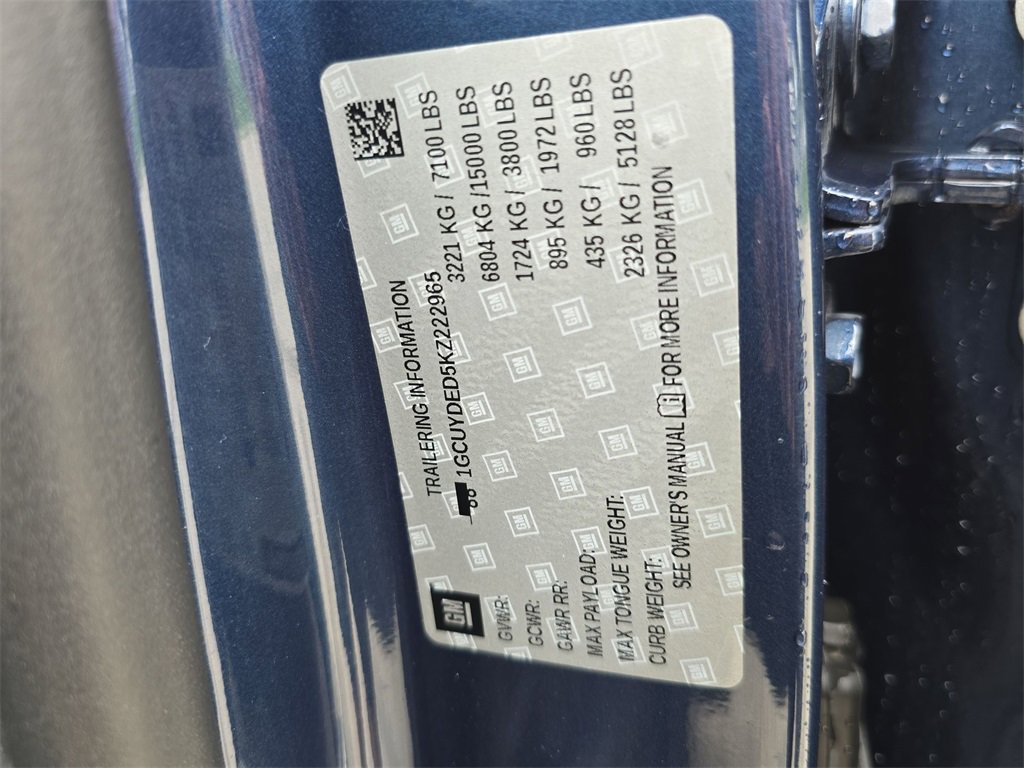 GM
TRAILERING INFORMATION
1GCUYDED5KZ222965
GVWR: 3221 KG / 7100 LBS
GCWR: 6804 KG /15000 LBS
GAWR RR: 1724 KG / 3800 LBS
MAX PAYLOAD: 895 KG / 1972 LBS
MAX TONGUE WEIGHT: 435 KG / 960 LBS
CURB WEIGHT: 2326 KG / 5128 LBS
SEE OWNER'S MANUAL FOR MORE INFORMATION